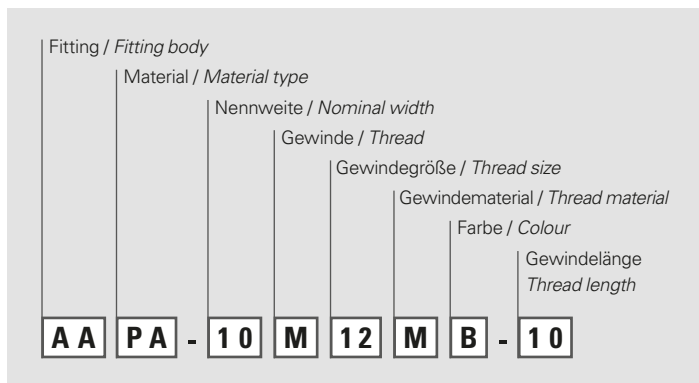 Fitting / Fitting body
Material / Material type
Nennweite / Nominal width
Gewinde / Thread
Gewindegröße / Thread size
Gewindematerial / Thread material
Farbe / Colour
Gewindelänge
Thread length
AA PA - 10 M 12 M B - 10